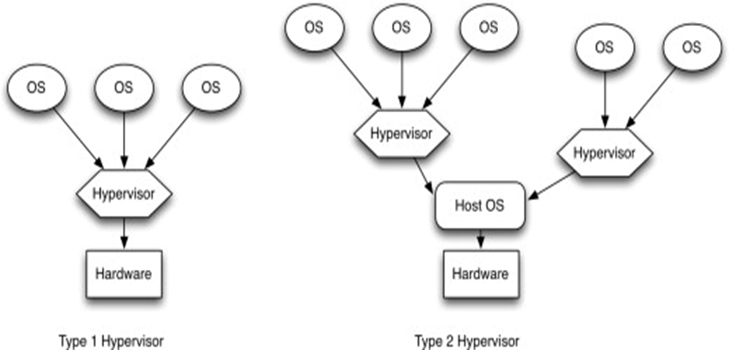 OS
OS
OS
Hypervisor
Hardware
Type 1 Hypervisor
OS
OS
OS
OS
OS
Hypervisor
Hypervisor
Host OS
Hardware
Type 2 Hypervisor